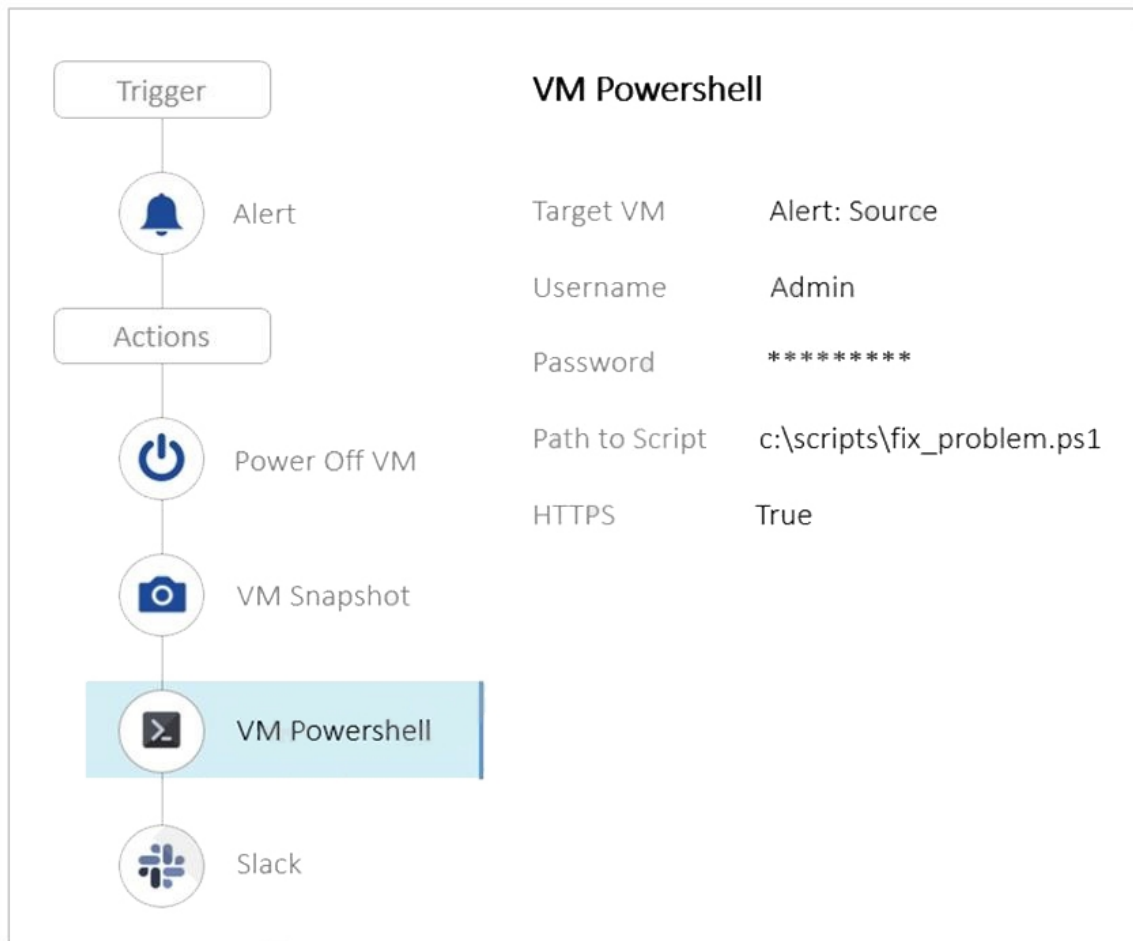 Trigger
Alert
Actions
Power Off VM
VM Snapshot
VM Powershell
Slack
VM Powershell
Target VM Alert: Source
Username Admin
Password *********
Path to Script c:\scripts\fix_problem.ps1
HTTPS True